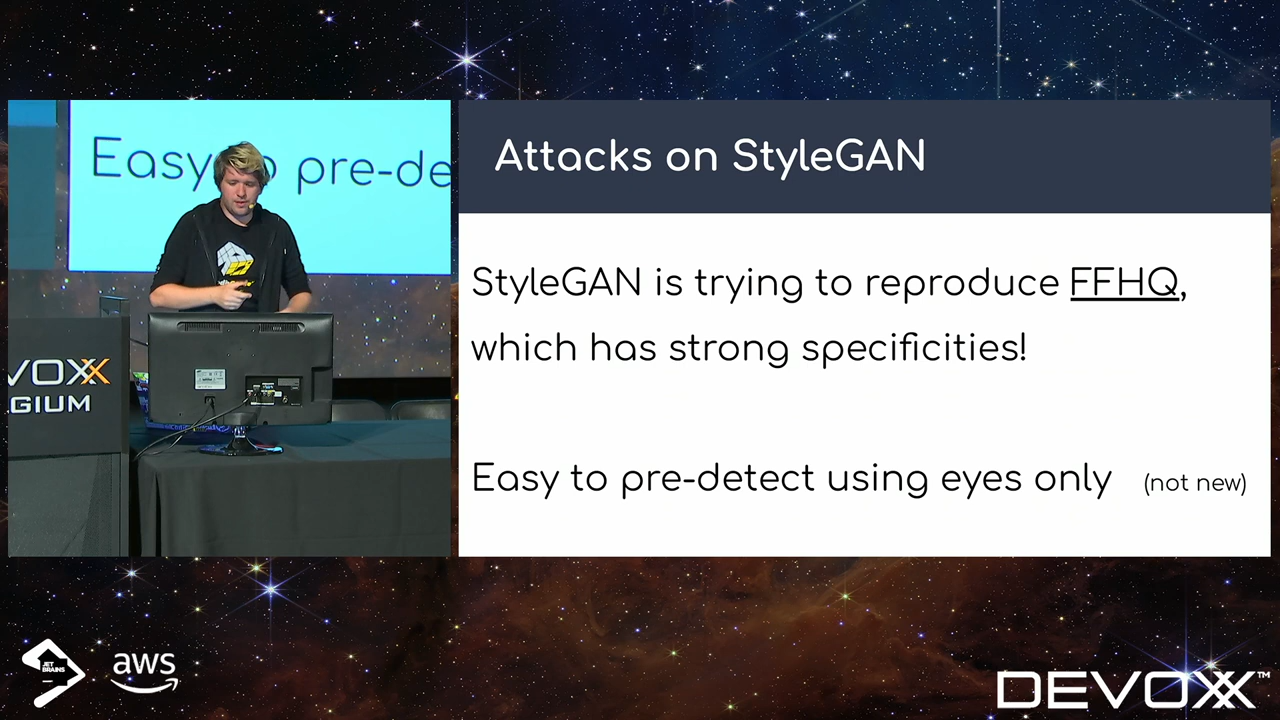 Easy to pre-de
VOXX
GIUM
Attacks on StyleGAN
StyleGAN is trying to reproduce FFHQ,
which has strong specificities!
Easy to pre-detect using eyes only (not new)
JET
BRAINS
aws
DEVOXX™